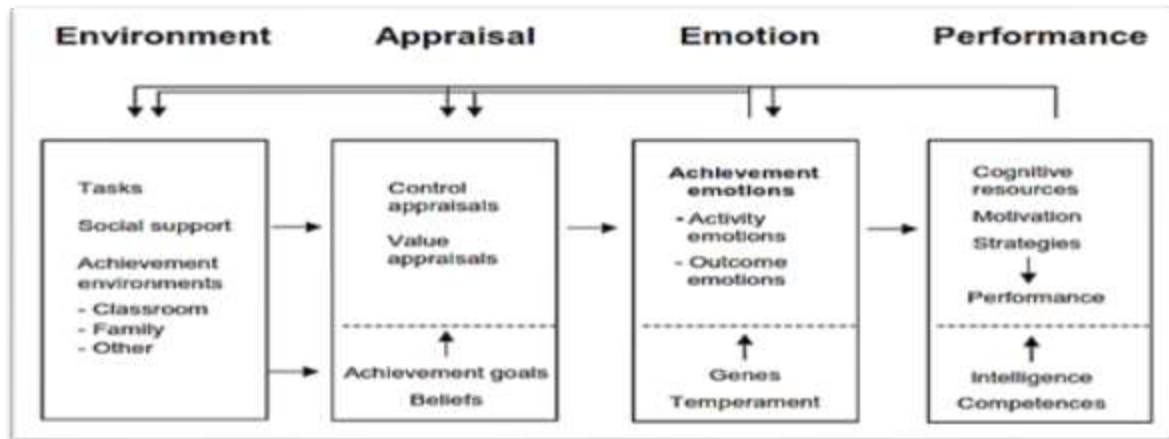 Environment
Appraisal
Emotion
Performance
Tasks
Social support
Achievement
environments
- Classroom
- Family
- Other
Control
appraisals
Value
appraisals
Achievement goals
Beliefs
Achievement
emotions
- Activity
emotions
- Outcome
emotions
Genes
Temperament
Cognitive
resources
Motivation
Strategies
Performance
Intelligence
Competences